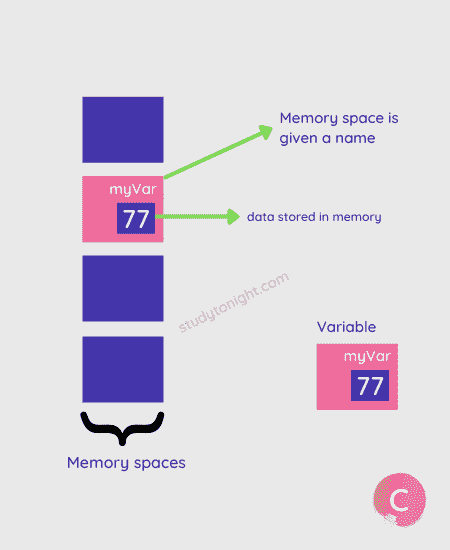 Memory space is
given a name
myVar
77
data stored in memory
studytonight.com
Variable
myVar
77
Memory spaces
C